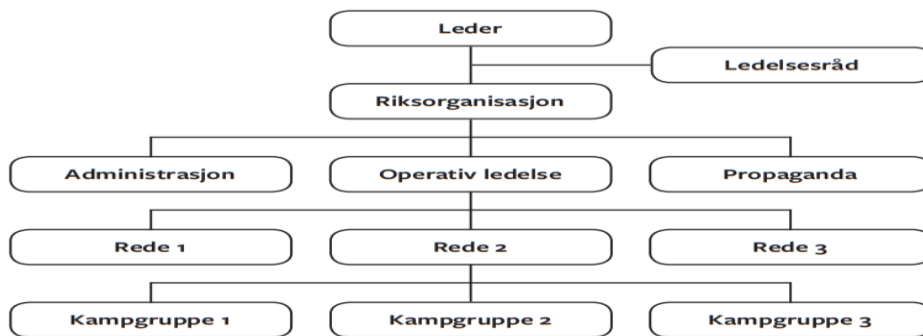 Leder
Ledelsesråd
Riksorganisasjon
Administrasjon
Operativ ledelse
Propaganda
Rede 1
Rede 2
Rede 3
Kampgruppe 1
Kampgruppe 2
Kampgruppe 3